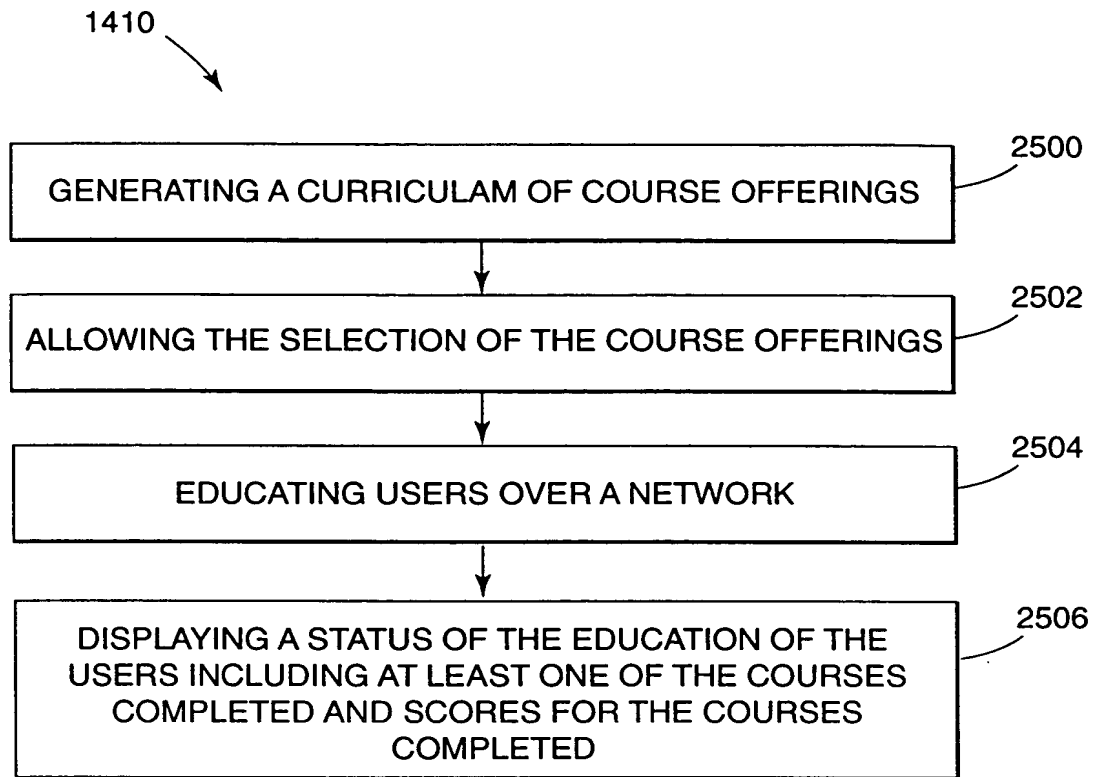 1410
2500
GENERATING A CURRICULAM OF COURSE OFFERINGS
2502
ALLOWING THE SELECTION OF THE COURSE OFFERINGS
2504
EDUCATING USERS OVER A NETWORK
2506
DISPLAYING A STATUS OF THE EDUCATION OF THE
USERS INCLUDING AT LEAST ONE OF THE COURSES
COMPLETED AND SCORES FOR THE COURSES
COMPLETED